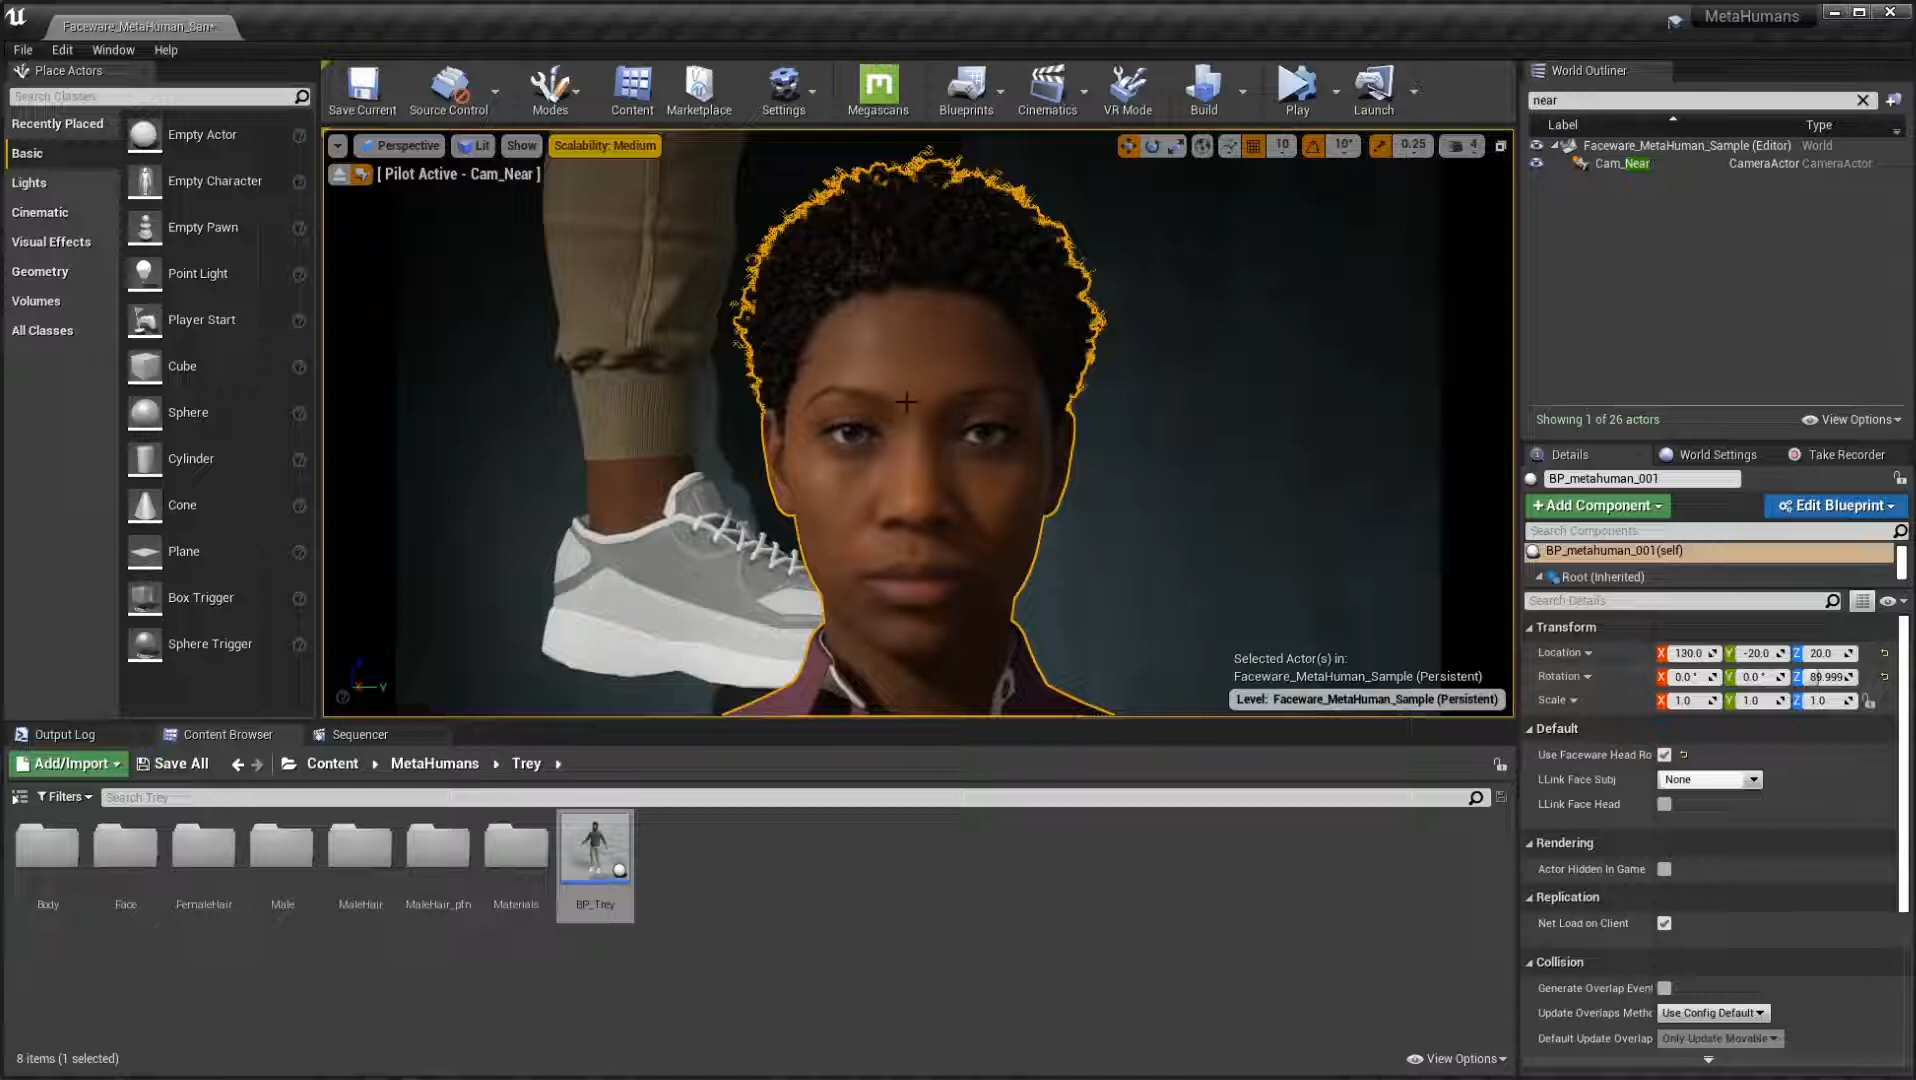 Faceware_MetaHuman_San*
MetaHumans
File Edit Window Help
Place Actors
Search Classes
Recently Placed
Basic
Lights
Cinematic
Visual Effects
Geometry
Volumes
All Classes
Empty Actor
Empty Character
Empty Pawn
Point Light
Player Start
Cube
Sphere
Cylinder
Cone
Plane
Box Trigger
Sphere Trigger
Save Current Source Control Modes Content Marketplace Settings Megascans Blueprints Cinematics VR Mode Build Play Launch
Perspective Lit Show Scalability: Medium 10 10° 0.25 4
[ Pilot Active - Cam_Near ]
Z
Y
X
Selected Actor(s) in:
Faceware_MetaHuman_Sample (Persistent)
Level: Faceware_MetaHuman_Sample (Persistent)
World Outliner
near
Label Type
Faceware_MetaHuman_Sample (Editor) World
Cam_Near CameraActor CameraActor
Showing 1 of 26 actors View Options
Details World Settings Take Recorder
BP_metahuman_001
+Add Component Edit Blueprint
Search Components
BP_metahuman_001(self)
Root (Inherited)
Search Details
Transform
Location X 130.0 Y -20.0 Z 20.0
Rotation X 0.0 ° Y 0.0 ° Z 89.999
Scale X 1.0 Y 1.0 Z 1.0
Default
Use Faceware Head Ro
LLink Face Subj None
LLink Face Head
Rendering
Actor Hidden In Game
Replication
Net Load on Client
Collision
Generate Overlap Event
Update Overlaps Metho Use Config Default
Default Update Overlap Only Update Movable
Output Log Content Browser Sequencer
Add/Import Save All Content MetaHumans Trey
Filters Search Trey
Body Face FemaleHair Male MaleHair MaleHair_pfn Materials BP_Trey
8 items (1 selected) View Options